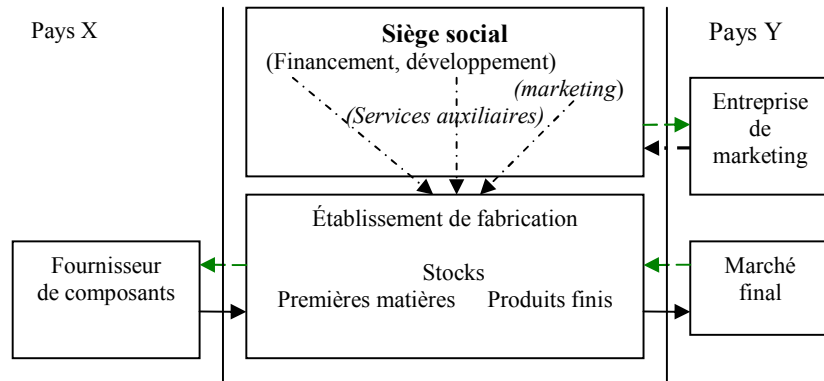 Pays X
Siège social
Pays Y
(Financement, développement)
(marketing)
(Services auxiliaires)
Entreprise
de
marketing
Établissement de fabrication
Fournisseur
de composants
Stocks
Premières matières Produits finis
Marché
final